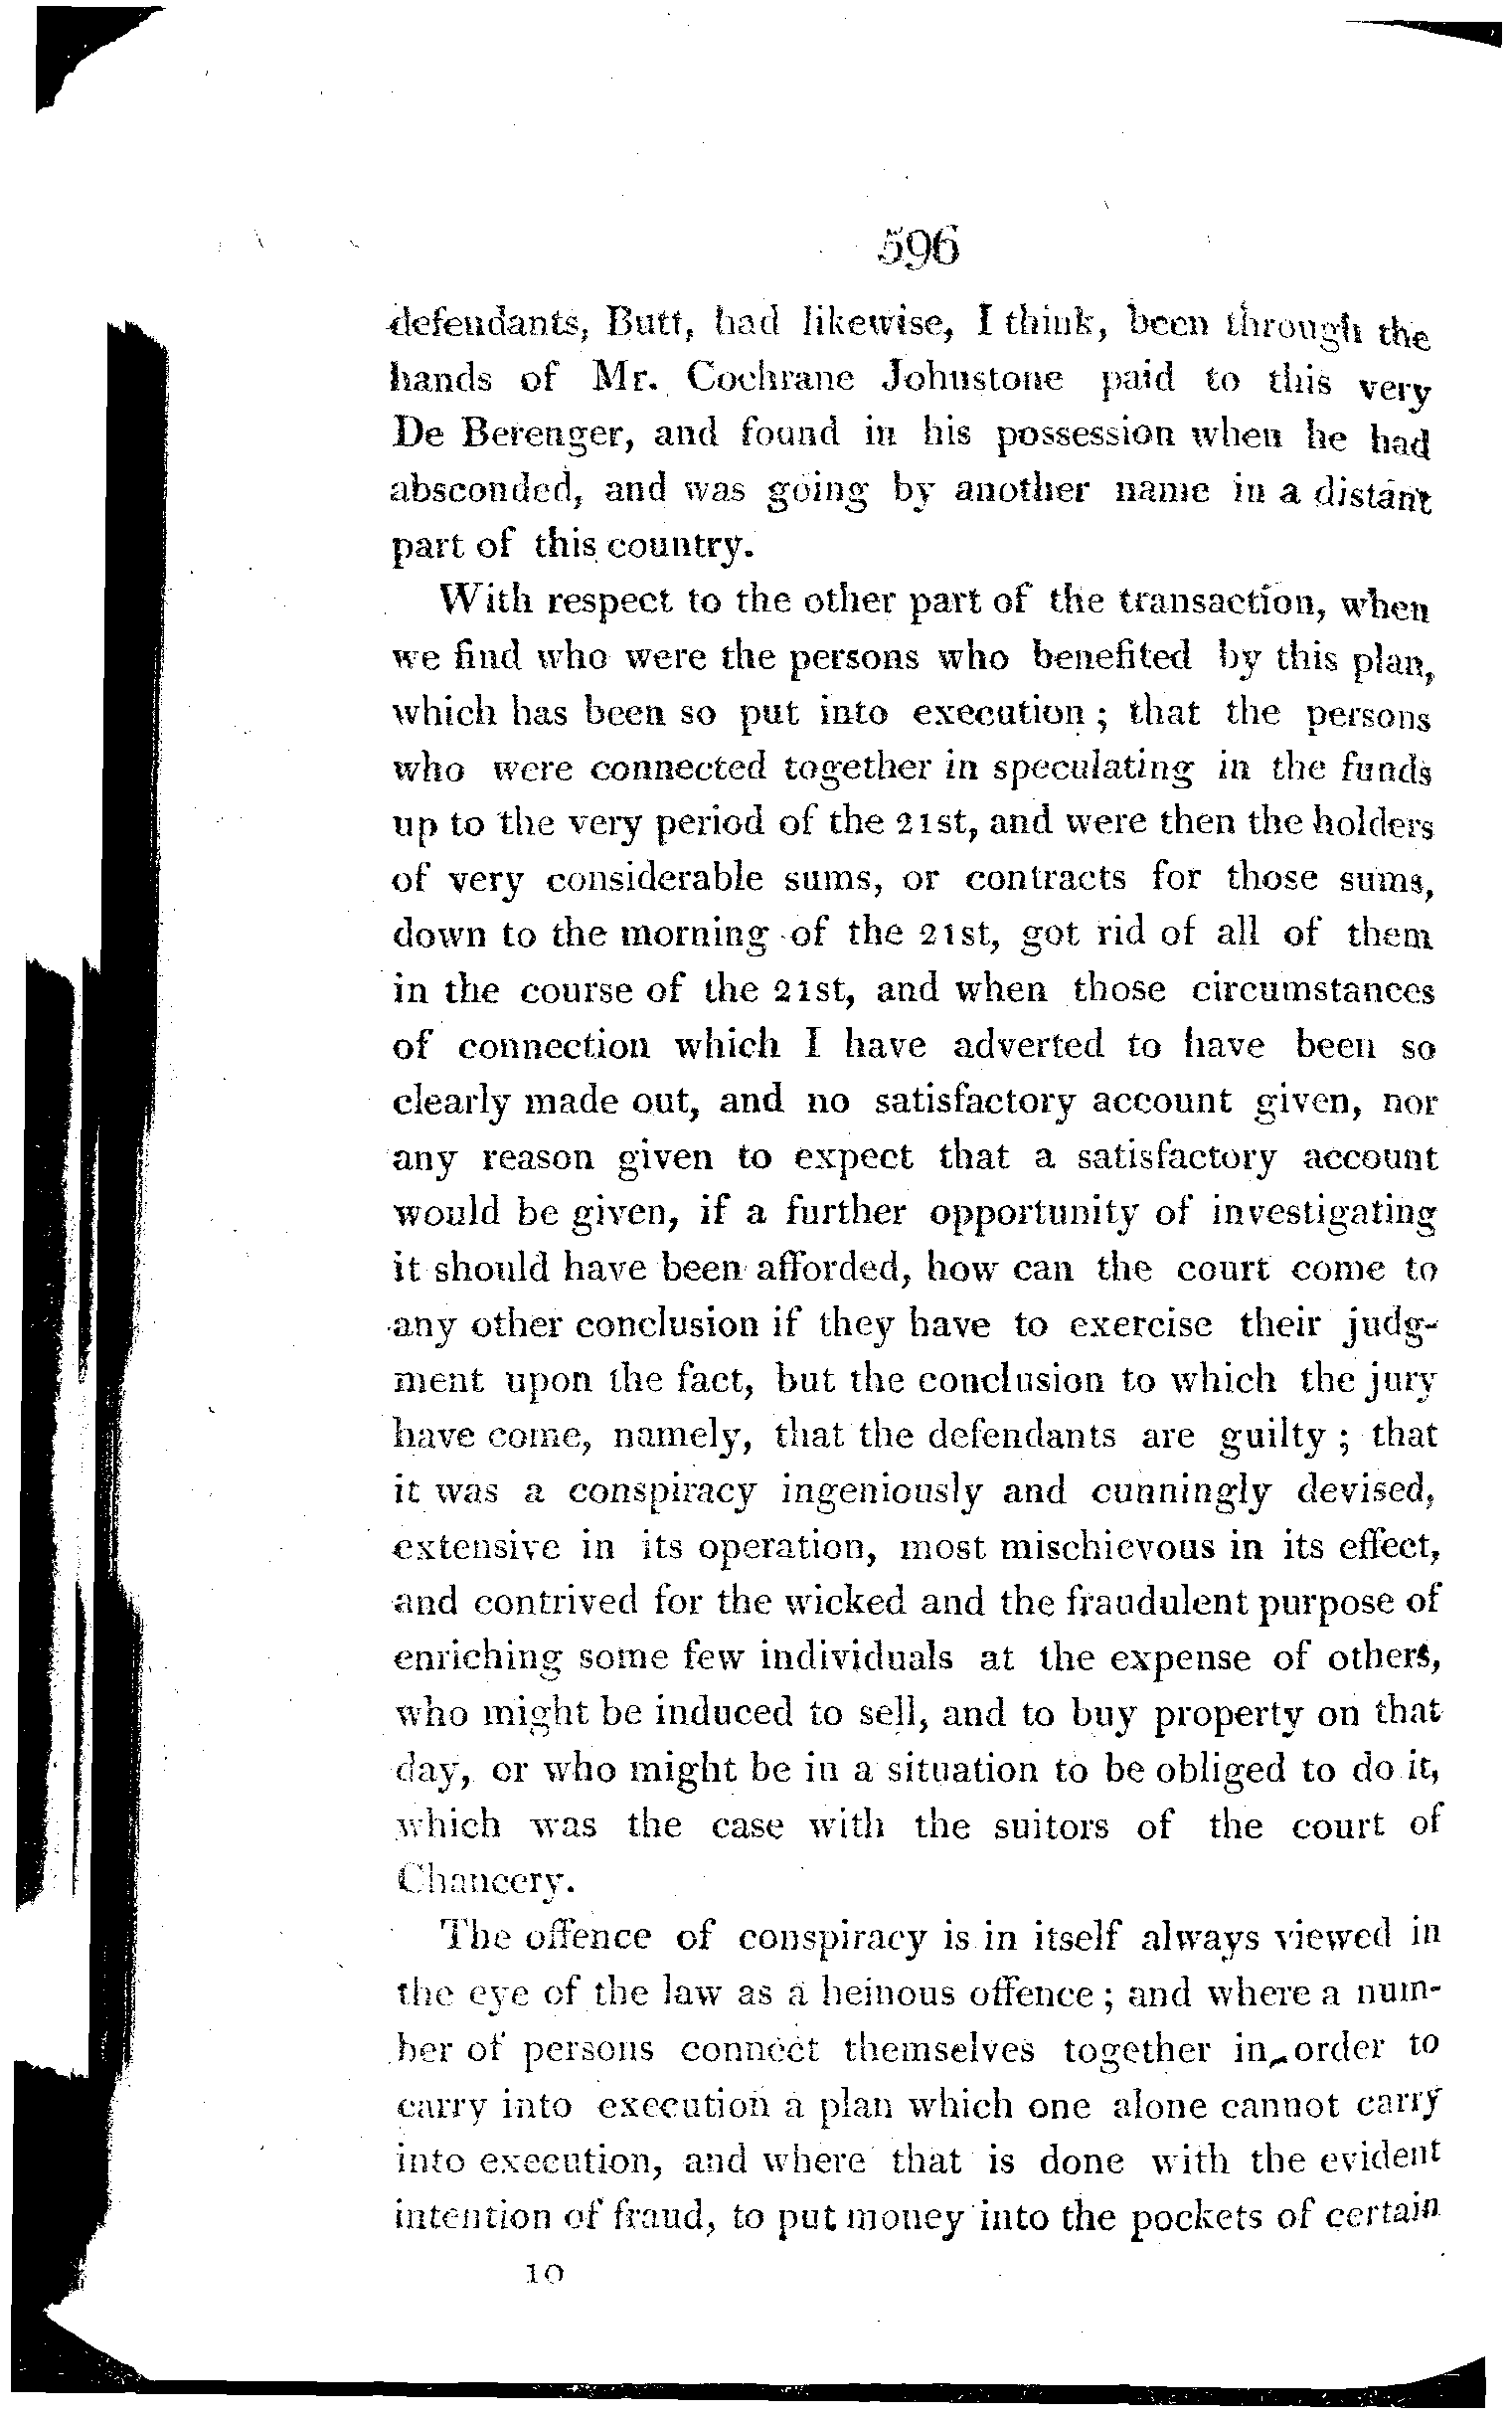 596
defendants, Butt, had likewise, I think, been through the
hands of Mr. Cochrane Johnstone paid to this very
De Berenger, and found in his possession when he had
absconded, and was going by another name in a distant
part of this country.
With respect to the other part of the transaction, when
we find who were the persons who benefited by this plan,
which has been so put into execution; that the persons
who were connected together in speculating in the funds
up to the very period of the 21st, and were then the holders
of very considerable sums, or contracts for those sums,
down to the morning of the 21st, got rid of all of them
in the course of the 21st, and when those circumstances
of connection which I have adverted to have been so
clearly made out, and no satisfactory account given, nor
any reason given to expect that a satisfactory account
would be given, if a further opportunity of investigating
it should have been afforded, how can the court come to
any other conclusion if they have to exercise their judg-
ment upon the fact, but the conclusion to which the jury
have come, namely, that the defendants are guilty; that
it was a conspiracy ingeniously and cunningly devised,
extensive in its operation, most mischievous in its effect,
and contrived for the wicked and the fraudulent purpose of
enriching some few individuals at the expense of others,
who might be induced to sell, and to buy property on that
day, or who might be in a situation to be obliged to do it,
which was the case with the suitors of the court of
Chancery.
The offence of conspiracy is in itself always viewed in
the eye of the law as a heinous offence; and where a num-
ber of persons connect themselves together in order to
carry into execution a plan which one alone cannot carry
into execution, and where that is done with the evident
intention of fraud, to put money into the pockets of certain
10